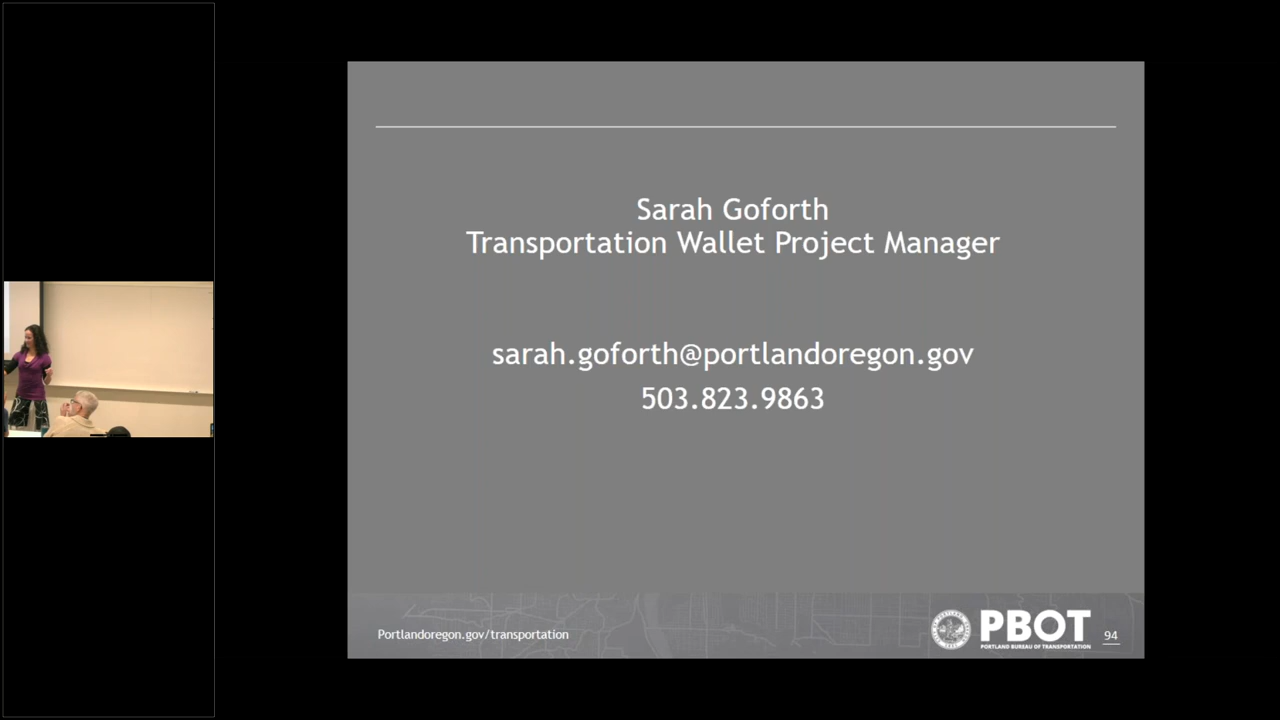 Sarah Goforth
Transportation Wallet Project Manager
sarah.goforth@portlandoregon.gov
503.823.9863
Portlandoregon.gov/transportation
PBOT
PORTLAND BUREAU OF TRANSPORTATION
94